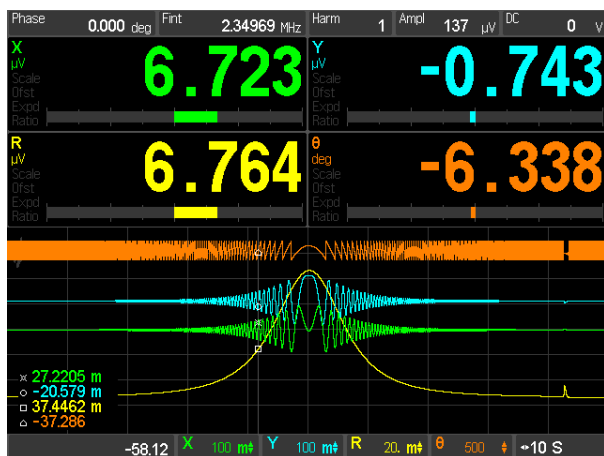 Phase 0.000 deg Fint 2.34969 MHz Harm 1 Ampl 137 µV DC 0 V
X
µV
Scale
Ofst
Expd
Ratio
6.723
Y
µV
Scale
Ofst
Expd
Ratio
-0.743
R
µV
Scale
Ofst
Expd
Ratio
6.764
θ
deg
Scale
Ofst
Expd
Ratio
-6.338
27.2205 m
-20.579 m
37.4462 m
-37.286
-58.12 X 100 m Y 100 m R 20. m θ 500 10 S